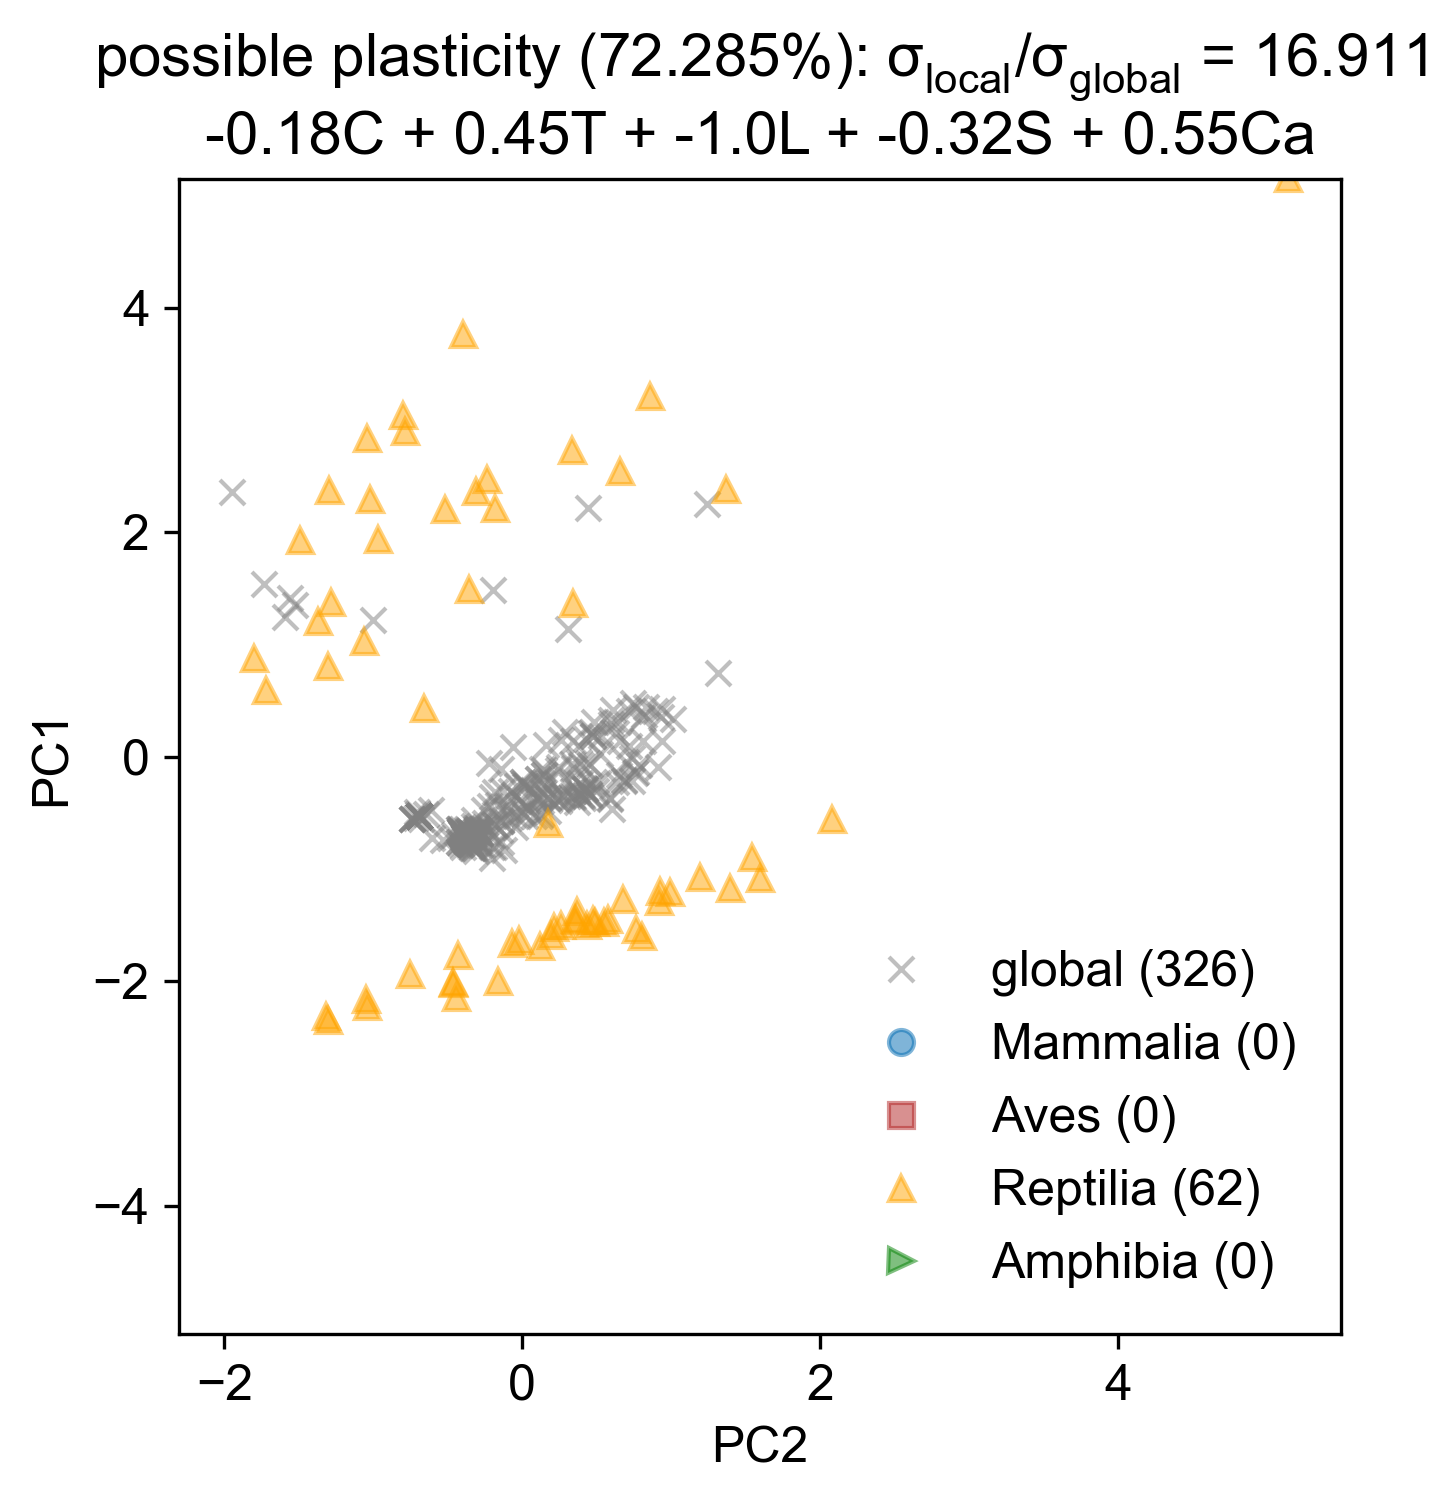 possible plasticity (72.285%): σlocal/σglobal = 16.911
-0.18C + 0.45T + -1.0L + -0.32S + 0.55Ca
4
2
0
−2
−4
PC1
global (326)
Mammalia (0)
Aves (0)
Reptilia (62)
Amphibia (0)
−2 0 2 4
PC2